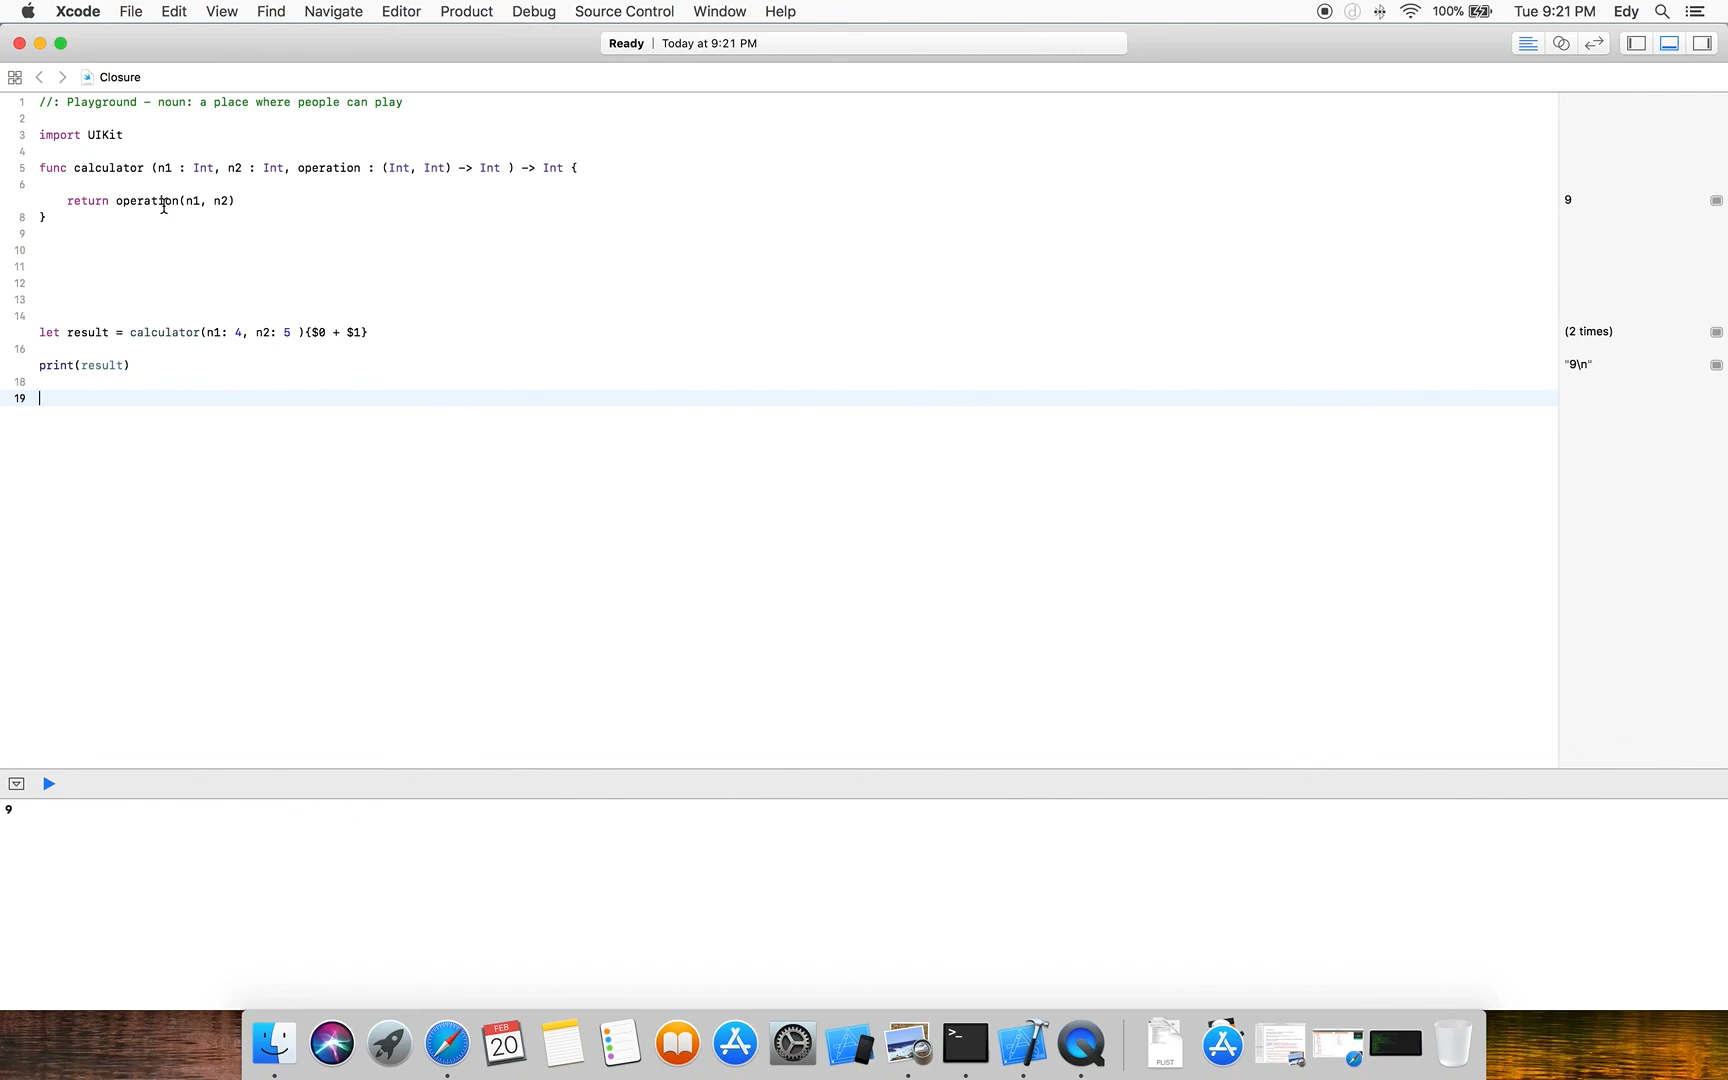 Xcode File Edit View Find Navigate Editor Product Debug Source Control Window Help 100% Tue 9:21 PM Edy
Ready | Today at 9:21 PM
Closure
1 //: Playground – noun: a place where people can play
2
3 import UIKit
4
5 func calculator (n1 : Int, n2 : Int, operation : (Int, Int) -> Int ) -> Int {
6
return operation(n1, n2) 9
8 }
9
10
11
12
13
14
let result = calculator(n1: 4, n2: 5 ){$0 + $1} (2 times)
16
print(result) "9\n"
18
19
9
FEB
20
PLIST